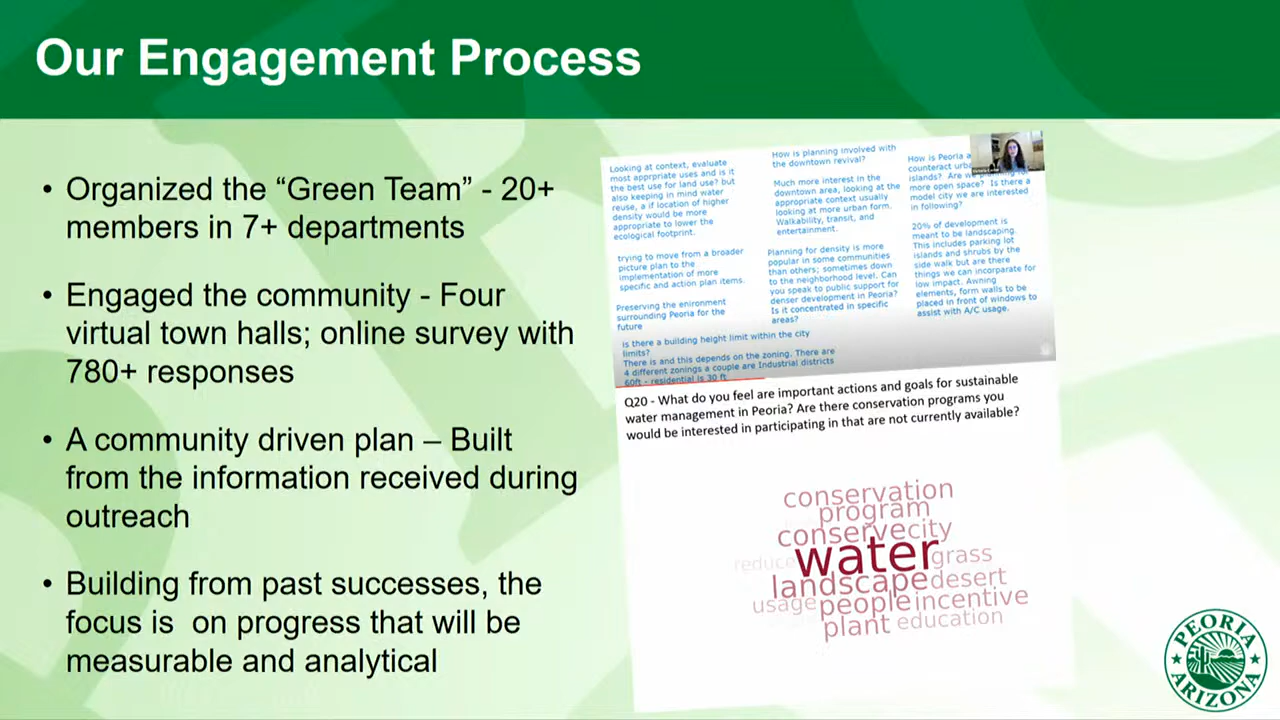 Our Engagement Process
• Organized the “Green Team” - 20+
members in 7+ departments
• Engaged the community - Four
virtual town halls; online survey with
780+ responses
• A community driven plan – Built
from the information received during
outreach
• Building from past successes, the
focus is  on progress that will be
measurable and analytical
Looking at context, evaluate
most apprpriate uses and is it
the best use for land use? but
also keeping in mind water
reuse, a if location of higher
density would be more
appropriate to lower the
ecological footprint.
trying to move from a broader
picture plan to the
implementation of more
specific and action plan items.
Preserving the enironment
surrounding Peoria for the
future
is there a building height limit within the city
limits?
There is and this depends on the zoning. There are
4 different zonings a couple are Industrial districts
60ft - residential is 30 ft
How is planning involved with
the downtown revival?
Much more interest in the
downtown area, looking at the
appropriate context usually
looking at more urban form.
Walkability, transit, and
entertainment.
Planning for density is more
popular in some communities
than others; sometimes down
to the neighborhood level. Can
you speak to public support for
denser development in Peoria?
Is it concentrated in specific
areas?
How is Peoria
counteract
islands? Are
more open space? Is there a
model city we are interested
in following?
20% of development is
meant to be landscaping.
This includes parking lot
islands and shrubs by the
side walk but are there
things we can incorparate for
low impact. Awning
elements, form walls to be
placed in front of windows to
assist with A/C usage.
Q20 - What do you feel are important actions and goals for sustainable
water management in Peoria? Are there conservation programs you
would be interested in participating in that are not currently available?
conservation
program
conserve city
reduce water grass
landscape desert
usage people incentive
plant education
PEORIA
ARIZONA